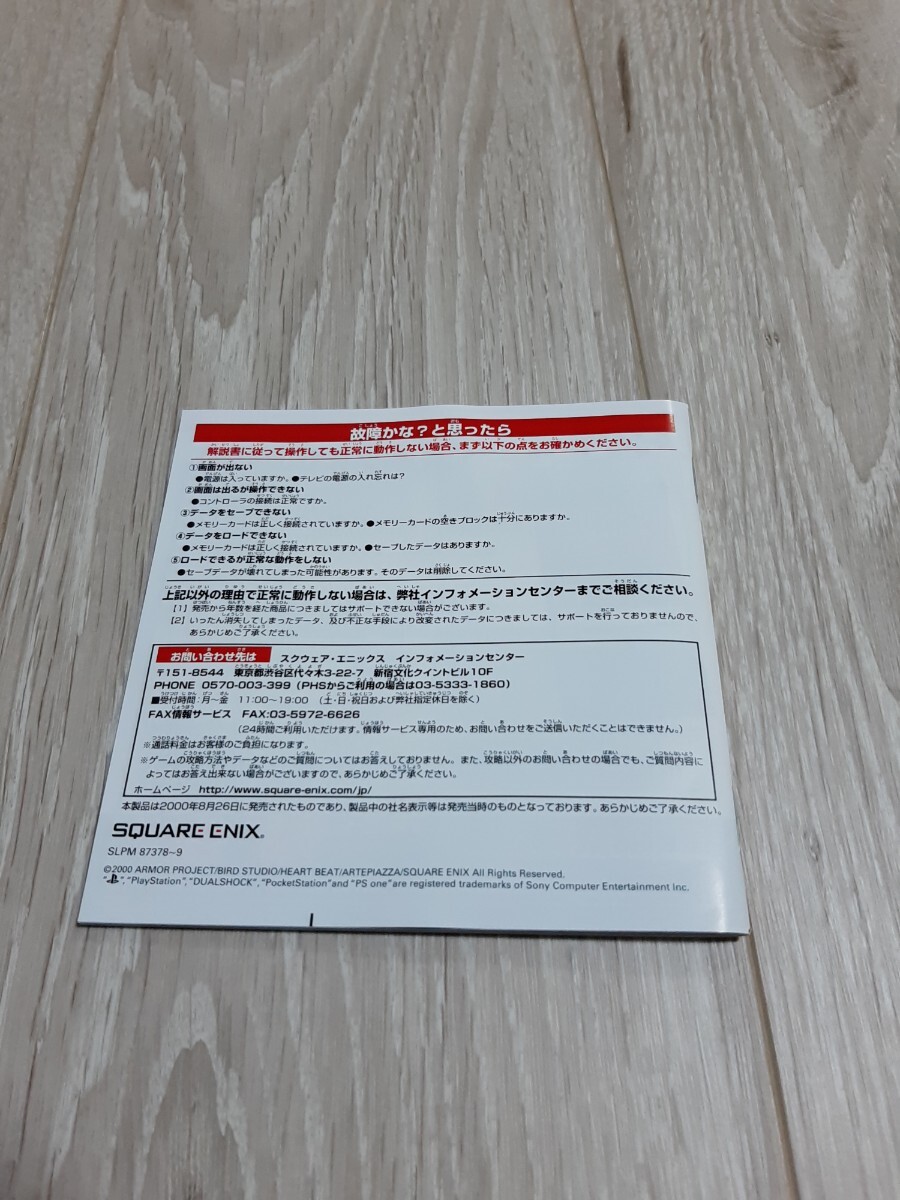 故障かな?と思ったら
解説書に従って操作しても正常に動作しない場合、まず以下の点をお確かめください。
①画面が出ない
●電源は入っていますか。●テレビの電源の入れ忘れは?
②画面は出るが操作できない
●コントローラの接続は正常ですか。
③データをセーブできない
●メモリーカードは正しく接続されていますか。●メモリーカードの空きブロックは十分にありますか。
④データをロードできない
●メモリーカードは正しく接続されていますか。●セーブしたデータはありますか。
⑤ロードできるが正常な動作をしない
●セーブデータが壊れてしまった可能性があります。そのデータは削除してください。
上記以外の理由で正常に動作しない場合は、弊社インフォメーションセンターまでご相談ください。
【1】発売から年数を経た商品につきましてはサポートできない場合がございます。
【2】いったん消失してしまったデータ、及び不正な手段により改変されたデータにつきましては、サポートを行っておりませんので、
あらかじめご了承ください。
お問い合わせ先は スクウェア・エニックス インフォメーションセンター
〒151-8544 東京都渋谷区代々木3-22-7 新宿文化クイントビル10F
PHONE 0570-003-399 (PHSからご利用の場合は03-5333-1860)
■受付時間:月~金 11:00~19:00 (土・日・祝日および弊社指定休日を除く)
FAX情報サービス FAX:03-5972-6626
(24時間ご利用いただけます。情報サービス専用のため、お問い合わせをご送信いただくことはできません。)
※通話料金はお客様のご負担になります。
※ゲームの攻略方法やデータなどのご質問についてはお答えしておりません。また、攻略以外のお問い合わせの場合でも、ご質問内容に
よってはお答え出来ない場合がございますので、あらかじめご了承ください。
ホームページ http://www.square-enix.com/jp/
本製品は2000年8月26日に発売されたものであり、製品中の社名表示等は発売当時のものとなっております。あらかじめご了承ください。
SQUARE ENIX.
SLPM 87378~9
©2000 ARMOR PROJECT/BIRD STUDIO/HEART BEAT/ARTEPIAZZA/SQUARE ENIX All Rights Reserved.
"PS", "PlayStation", "DUALSHOCK", "PocketStation" and "PS one" are registered trademarks of Sony Computer Entertainment Inc.